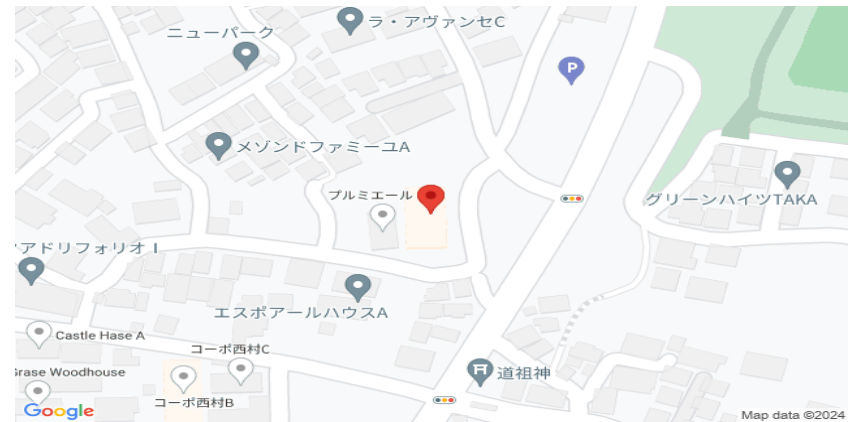 ラ・アヴァンセC
ニューパーク
P
メゾンドファミーユA
プルミエール
グリーンハイツTAKA
アドリフォリオ I
エスポアールハウスA
Castle Hase A
コーポ西村C
Grase Woodhouse
道祖神
コーポ西村B
Google
Map data ©2024